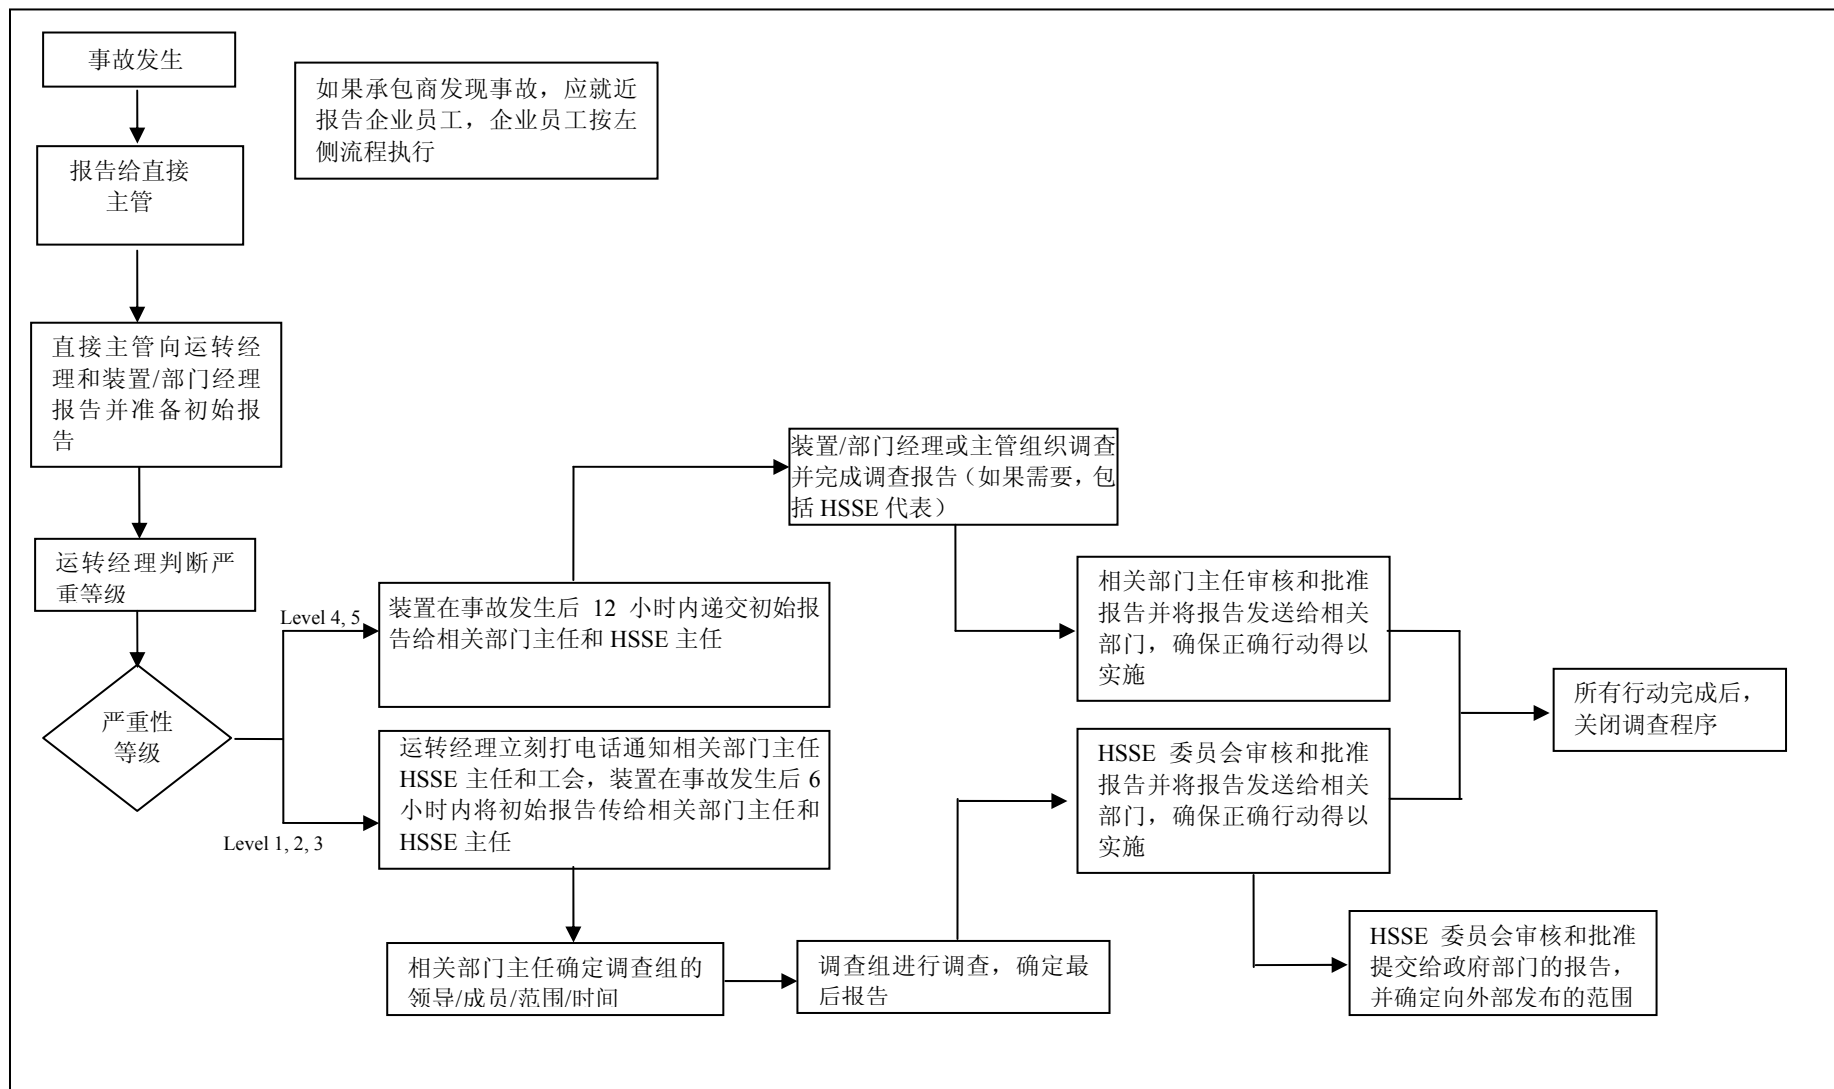 事故发生
如果承包商发现事故，应就近
报告企业员工，企业员工按左
侧流程执行
报告给直接
主管
直接主管向运转经
理和装置/部门经理
报告并准备初始报
告
运转经理判断严
重等级
严重性
等级
Level 4, 5
装置在事故发生后 12 小时内递交初始报
告给相关部门主任和 HSSE 主任
装置/部门经理或主管组织调查
并完成调查报告（如果需要，包
括 HSSE 代表）
相关部门主任审核和批准
报告并将报告发送给相关
部门，确保正确行动得以
实施
Level 1, 2, 3
运转经理立刻打电话通知相关部门主任
HSSE 主任和工会，装置在事故发生后 6
小时内将初始报告传给相关部门主任和
HSSE 主任
相关部门主任确定调查组的
领导/成员/范围/时间
调查组进行调查，确定最
后报告
HSSE 委员会审核和批准
报告并将报告发送给相关
部门，确保正确行动得以
实施
HSSE 委员会审核和批准
提交给政府部门的报告，
并确定向外部发布的范围
所有行动完成后，
关闭调查程序